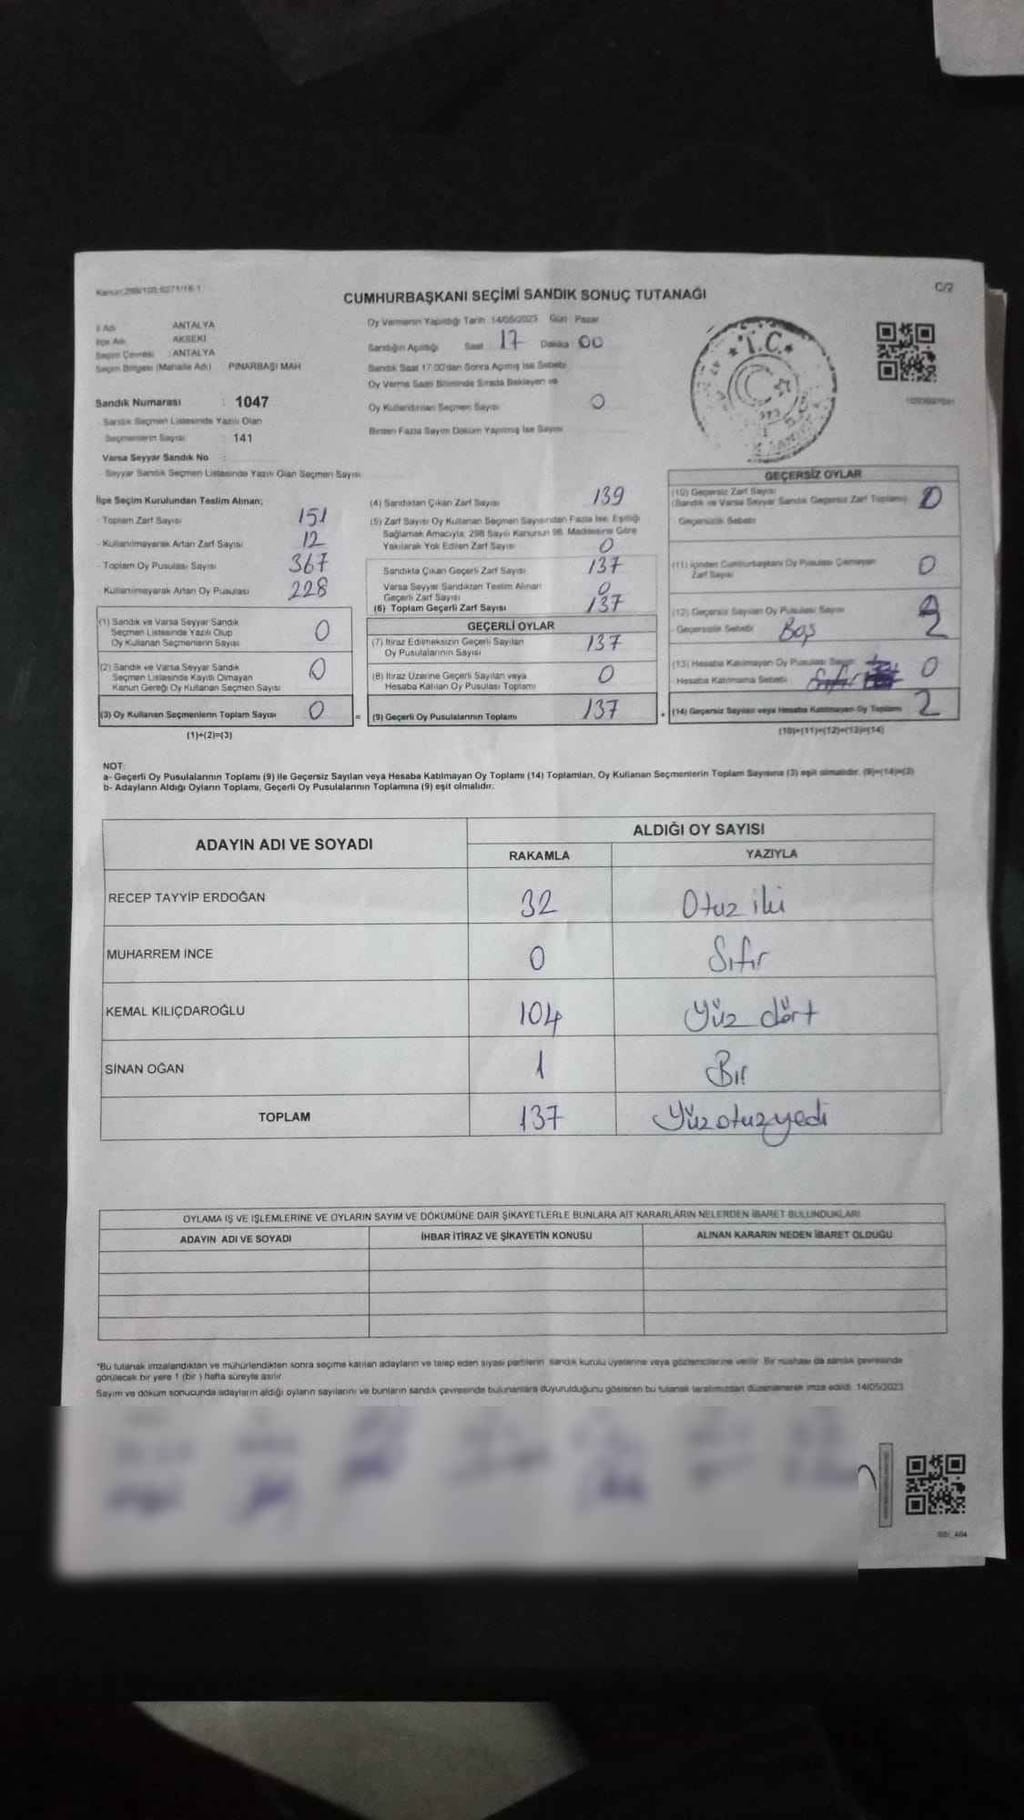 C/2
CUMHURBAŞKANI SEÇİMİ SANDIK SONUÇ TUTANAĞI
İl Adı ANTALYA
İlçe Adı AKSEKİ
Seçim Çevresi : ANTALYA
Seçim Bölgesi (Mahalle Adı) PINARBAŞI MAH
Sandık Numarası : 1047
Sandık Seçmen Listesinde Yazılı Olan
Seçmenlerin Sayısı : 141
Varsa Seyyar Sandık No :
Seyyar Sandık Seçmen Listesinde Yazılı Olan Seçmen Sayısı
Oy Vermenin Yapıldığı Tarih 14/05/2023 Gün Pazar
Sandığın Açıldığı Saat 17 Dakika 00
Sandık Saat 17:00'dan Sonra Açılmış İse Sebebi
Oy Verme Saati Bitiminde Sırada Bekleyen ve
Oy Kullandırılan Seçmen Sayısı 0
Birden Fazla Sayım Döküm Yapılmış İse Sayısı
T.C.
İlçe Seçim Kurulundan Teslim Alınan;
Toplam Zarf Sayısı 151
Kullanılmayarak Artan Zarf Sayısı 12
Toplam Oy Pusulası Sayısı 367
Kullanılmayarak Artan Oy Pusulası 228
(1) Sandık ve Varsa Seyyar Sandık
Seçmen Listesinde Yazılı Olup
Oy Kullanan Seçmenlerin Sayısı 0
(2) Sandık ve Varsa Seyyar Sandık
Seçmen Listesinde Kayıtlı Olmayan
Kanun Gereği Oy Kullanan Seçmen Sayısı 0
(3) Oy Kullanan Seçmenlerin Toplam Sayısı 0
(1)+(2)=(3)
(4) Sandıktan Çıkan Zarf Sayısı 139
(5) Zarf Sayısı Oy Kullanan Seçmen Sayısından Fazla İse, Eşitliği
Sağlamak Amacıyla, 298 Sayılı Kanunun 98. Maddesine Göre
Yakılarak Yok Edilen Zarf Sayısı 0
Sandıkta Çıkan Geçerli Zarf Sayısı 137
Varsa Seyyar Sandıktan Teslim Alınan
Geçerli Zarf Sayısı 0
(6) Toplam Geçerli Zarf Sayısı 137
GEÇERLİ OYLAR
(7) İtiraz Edilmeksizin Geçerli Sayılan
Oy Pusulalarının Sayısı 137
(8) İtiraz Üzerine Geçerli Sayılan veya
Hesaba Katılan Oy Pusulası Toplamı 0
= (9) Geçerli Oy Pusulalarının Toplamı 137
GEÇERSİZ OYLAR
(10) Geçersiz Zarf Sayısı
(Sandık ve Varsa Seyyar Sandık Geçersiz Zarf Toplamı) 0
Geçersizlik Sebebi
(11) İçinden Cumhurbaşkanı Oy Pusulası Çıkmayan
Zarf Sayısı 0
(12) Geçersiz Sayılan Oy Pusulası Sayısı 2
Geçersizlik Sebebi Boş
(13) Hesaba Katılmayan Oy Pusulası Sayısı 0
Hesaba Katılmama Sebebi Sıfır
+ (14) Geçersiz Sayılan veya Hesaba Katılmayan Oy Toplamı 2
(10)+(11)+(12)+(13)=(14)
NOT:
a- Geçerli Oy Pusulalarının Toplamı (9) ile Geçersiz Sayılan veya Hesaba Katılmayan Oy Toplamı (14) Toplamları, Oy Kullanan Seçmenlerin Toplam Sayısına (3) eşit olmalıdır. (9)+(14)=(3)
b- Adayların Aldığı Oyların Toplamı, Geçerli Oy Pusulalarının Toplamına (9) eşit olmalıdır.
ADAYIN ADI VE SOYADI ALDIĞI OY SAYISI
RAKAMLA YAZIYLA
RECEP TAYYİP ERDOĞAN 32 Otuz iki
MUHARREM İNCE 0 Sıfır
KEMAL KILIÇDAROĞLU 104 Yüz dört
SİNAN OĞAN 1 Bir
TOPLAM 137 Yüzotuzyedi
OYLAMA İŞ VE İŞLEMLERİNE VE OYLARIN SAYIM VE DÖKÜMÜNE DAİR ŞİKAYETLERLE BUNLARA AİT KARARLARIN NELERDEN İBARET BULUNDUKLARI
ADAYIN ADI VE SOYADI İHBAR İTİRAZ VE ŞİKAYETİN KONUSU ALINAN KARARIN NEDEN İBARET OLDUĞU
*Bu tutanak imzalandıktan ve mühürlendikten sonra seçime katılan adayların ve talep eden siyasi partilerin sandık kurulu üyelerine veya gözlemcilerine verilir. Bir nüshası da sandık çevresinde
görülecek bir yere 1 (bir) hafta süreyle asılır.
Sayım ve döküm sonucunda adayların aldığı oyların sayılarını ve bunların sandık çevresinde bulunanlara duyurulduğunu gösteren bu tutanak tarafımızdan düzenlenerek imza edildi. 14/05/2023